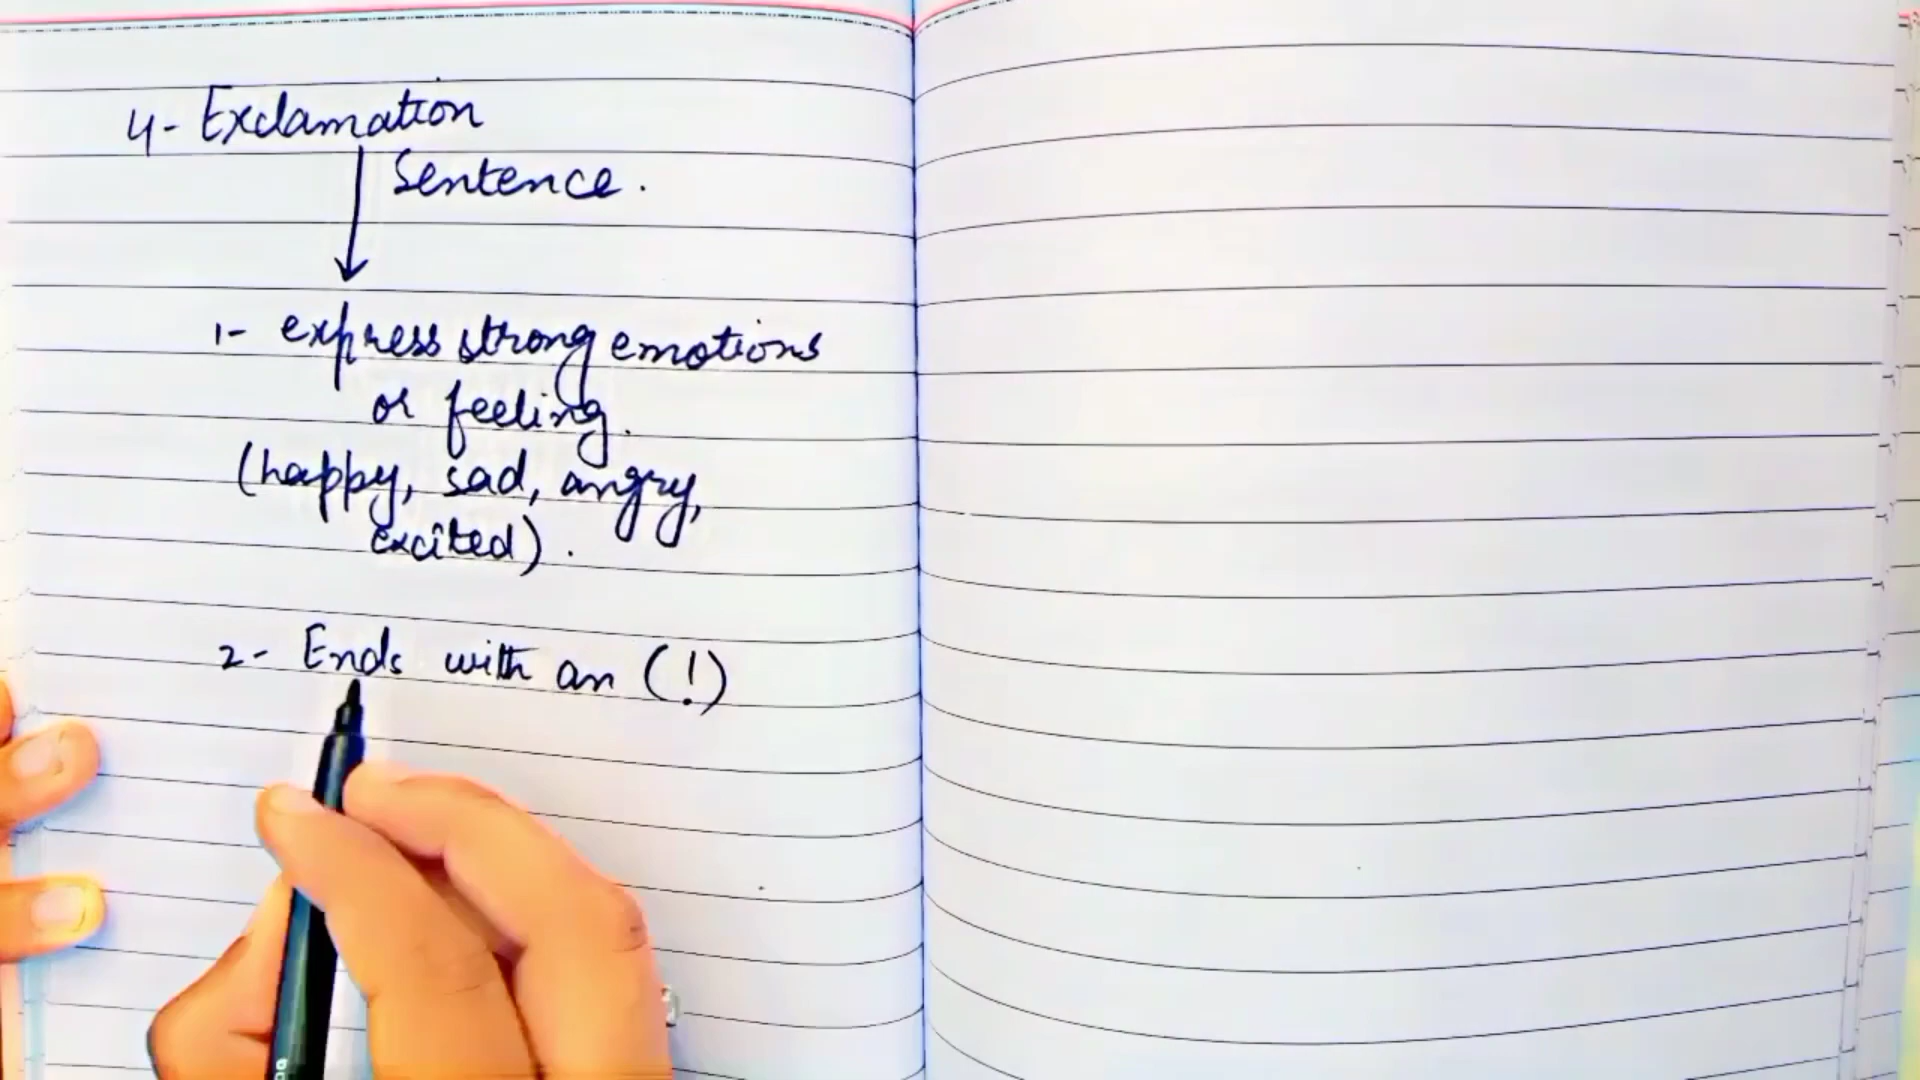 4- Exclamation
Sentence.
1- express strong emotions
or feeling.
(happy, sad, angry,
excited).
2- Ends with an (!)